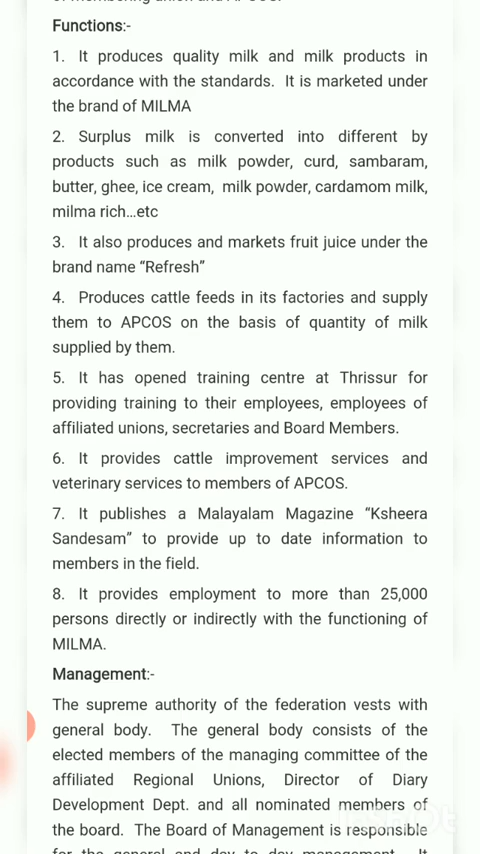 Functions:-
1. It produces quality milk and milk products in
accordance with the standards. It is marketed under
the brand of MILMA
2. Surplus milk is converted into different by
products such as milk powder, curd, sambaram,
butter, ghee, ice cream, milk powder, cardamom milk,
milma rich...etc
3. It also produces and markets fruit juice under the
brand name “Refresh”
4. Produces cattle feeds in its factories and supply
them to APCOS on the basis of quantity of milk
supplied by them.
5. It has opened training centre at Thrissur for
providing training to their employees, employees of
affiliated unions, secretaries and Board Members.
6. It provides cattle improvement services and
veterinary services to members of APCOS.
7. It publishes a Malayalam Magazine “Ksheera
Sandesam” to provide up to date information to
members in the field.
8. It provides employment to more than 25,000
persons directly or indirectly with the functioning of
MILMA.
Management:-
The supreme authority of the federation vests with
general body. The general body consists of the
elected members of the managing committee of the
affiliated Regional Unions, Director of Diary
Development Dept. and all nominated members of
the board. The Board of Management is responsible